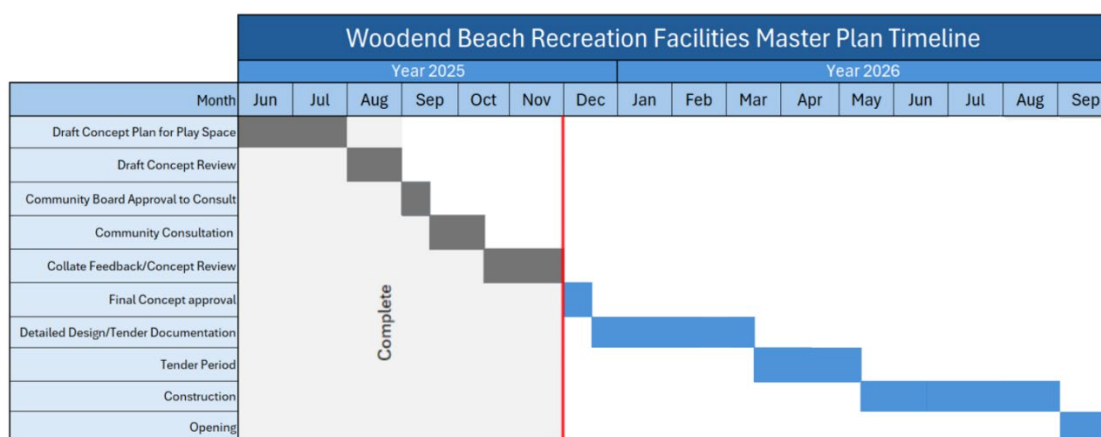 Woodend Beach Recreation Facilities Master Plan Timeline
Year 2025 Year 2026
Month Jun Jul Aug Sep Oct Nov Dec Jan Feb Mar Apr May Jun Jul Aug Sep
Draft Concept Plan for Play Space
Draft Concept Review
Community Board Approval to Consult
Community Consultation
Collate Feedback/Concept Review
Final Concept approval
Detailed Design/Tender Documentation
Tender Period
Construction
Opening
Complete